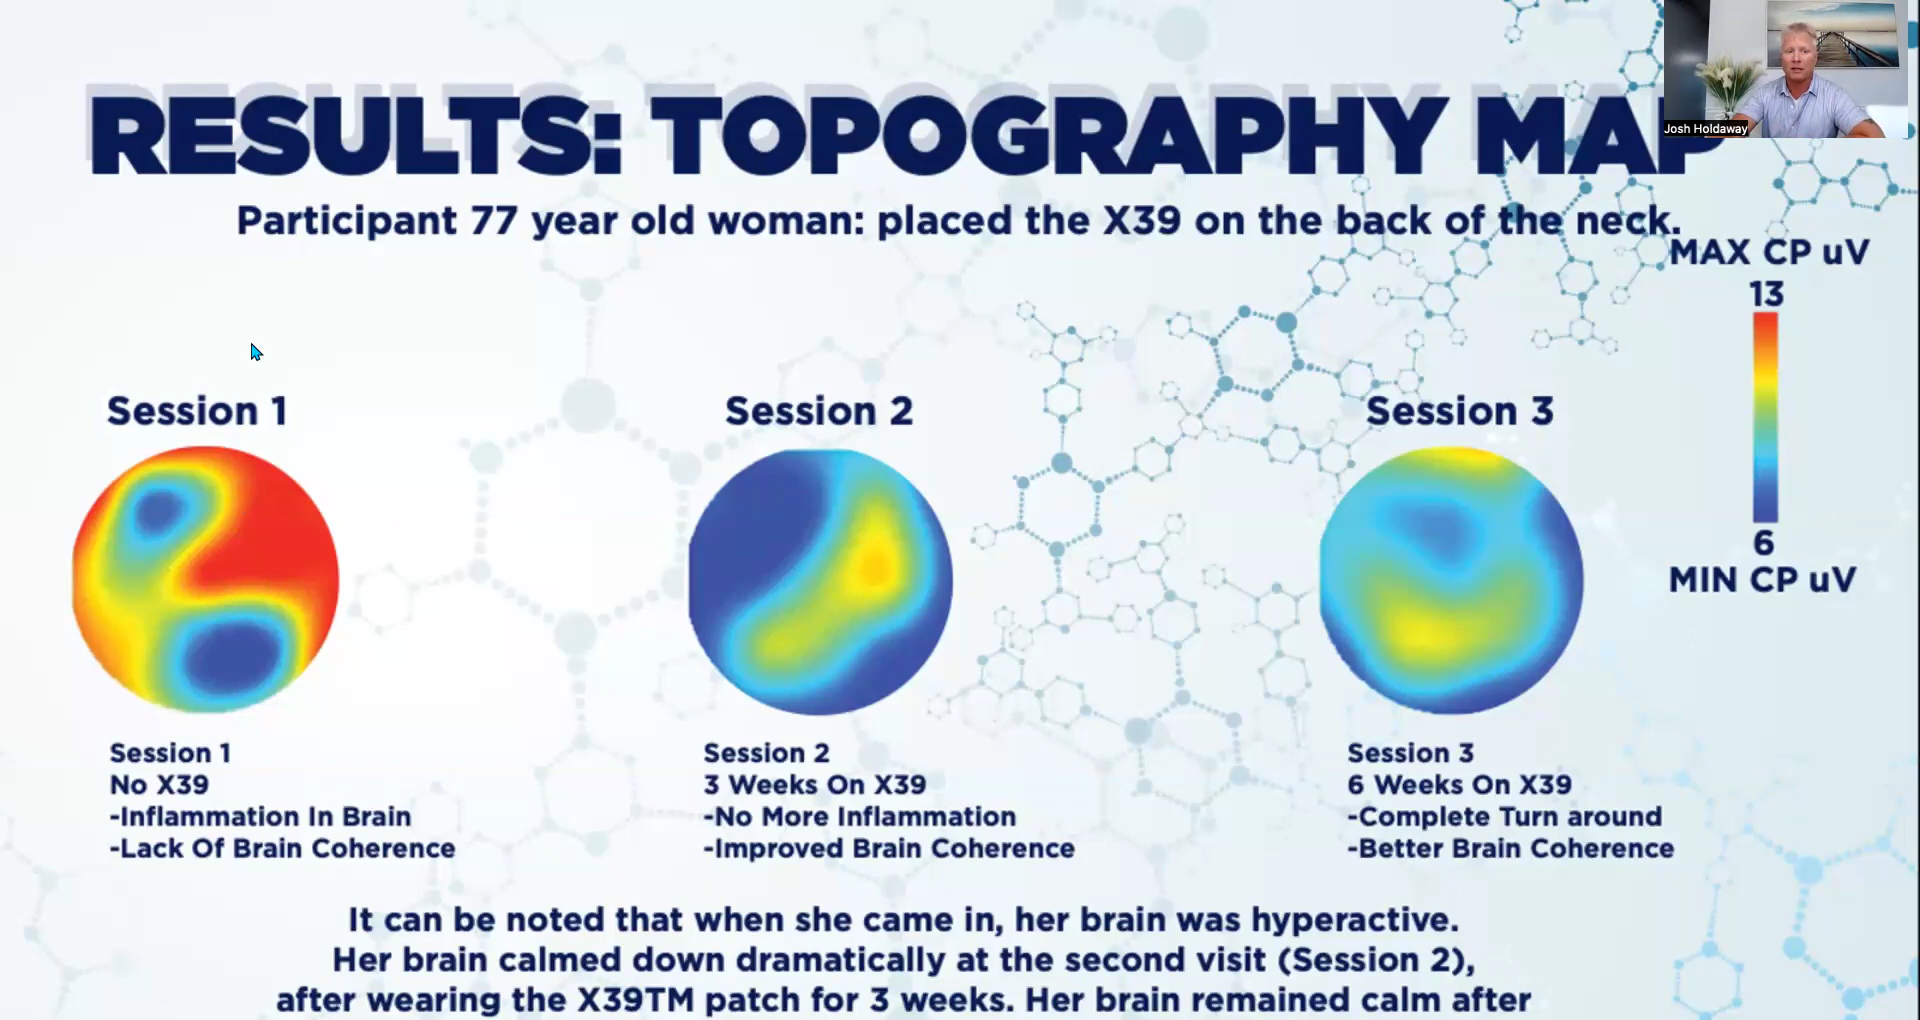 RESULTS: TOPOGRAPHY MAP
Josh Holdaway
Participant 77 year old woman: placed the X39 on the back of the neck.
MAX CP uV
13
6
MIN CP uV
Session 1
Session 2
Session 3
Session 1
No X39
-Inflammation In Brain
-Lack Of Brain Coherence
Session 2
3 Weeks On X39
-No More Inflammation
-Improved Brain Coherence
Session 3
6 Weeks On X39
-Complete Turn around
-Better Brain Coherence
It can be noted that when she came in, her brain was hyperactive.
Her brain calmed down dramatically at the second visit (Session 2),
after wearing the X39TM patch for 3 weeks. Her brain remained calm after